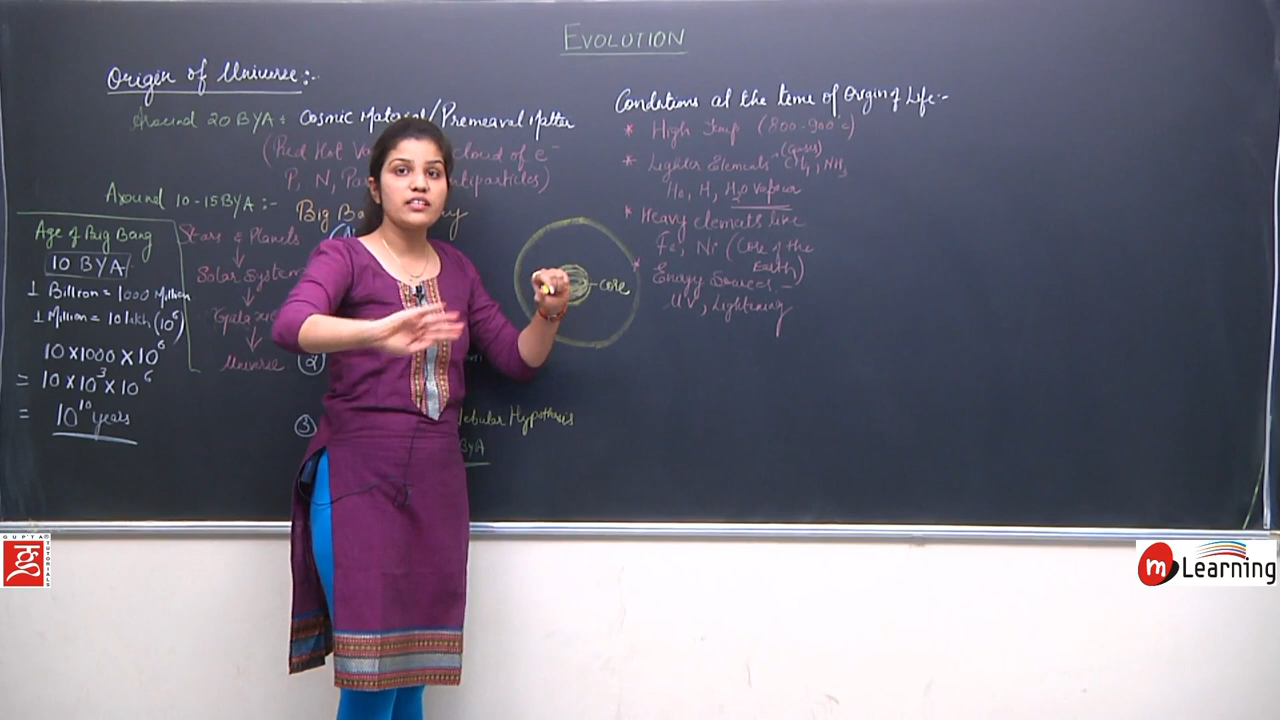 EVOLUTION
Origin of Universe :-
Around 20 BYA : Cosmic Material/Premeaval Matter
(Red Hot Va cloud of e-
P, N, Pa ntiparticles)
Around 10-15 BYA :-
Big Ba
Age of Big Bang
10 BYA
1 Billion = 1000 Million
1 Million = 10 lakh (10⁶)
10 x 1000 x 10⁶
= 10 x 10³ x 10⁶
= 10¹⁰ years
Stars & Planets
Solar System
Galaxie
Universe
②
③
Nebular Hypothesis
BYA
core
Conditions at the time of Origin of Life :-
* High Temp (800-900°c)
* Lighter Elements (gases) CH₄, NH₃
He, H, H₂O Vapour
* Heavy elements like
Fe, Ni (Core of the
Earth)
* Energy Sources -
UV, Lightening
GUPTA TUTORIALS
m Learning